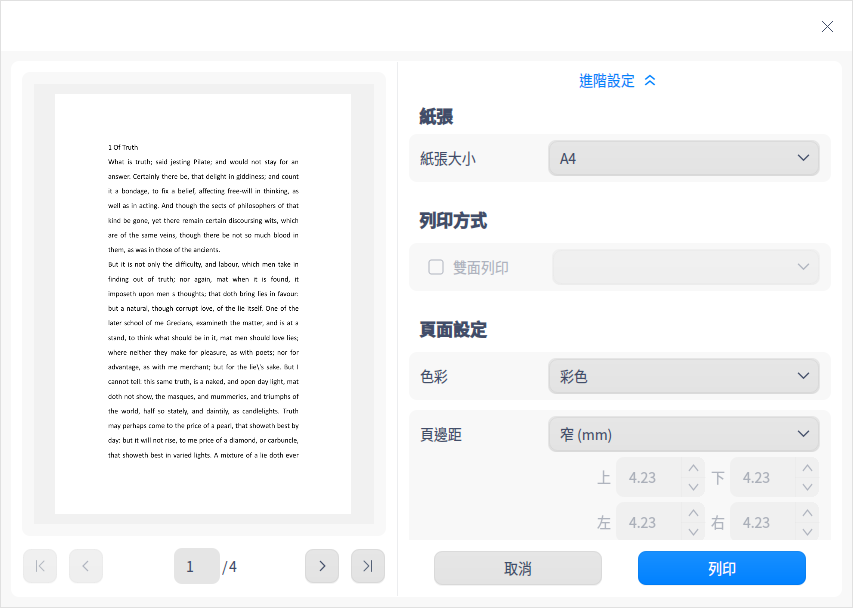 1 Of Truth
What is truth; said jesting Pilate; and would not stay for an
answer. Certainly there be, that delight in giddiness; and count
it a bondage, to fix a belief, affecting free-will in thinking, as
well as in acting. And though the sects of philosophers of that
kind be gone, yet there remain certain discoursing wits, which
are of the same veins, though there be not so much blood in
them, as was in those of the ancients.
But it is not only the difficulty, and labour, which men take in
finding out of truth; nor again, mat when it is found, it
imposeth upon men s thoughts; that doth bring lies in favour:
but a natural, though corrupt love, of the lie itself. One of the
later school of me Grecians, examineth the matter, and is at a
stand, to think what should be in it, mat men should love lies;
where neither they make for pleasure, as with poets; nor for
advantage, as with me merchant; but for the lie\'s sake. But I
cannot tell: this same truth, is a naked, and open day light, mat
doth not show, the masques, and mummeries, and triumphs of
the world, half so stately, and daintily, as candlelights. Truth
may perhaps come to the price of a pearl, that showeth best by
day: but it will not rise, to me price of a diamond, or carbuncle,
that showeth best in varied lights. A mixture of a lie doth ever
1 /4
進階設定
紙張
紙張大小 A4
列印方式
雙面列印
頁面設定
色彩 彩色
頁邊距 窄 (mm)
上 4.23 下 4.23
左 4.23 右 4.23
取消 列印